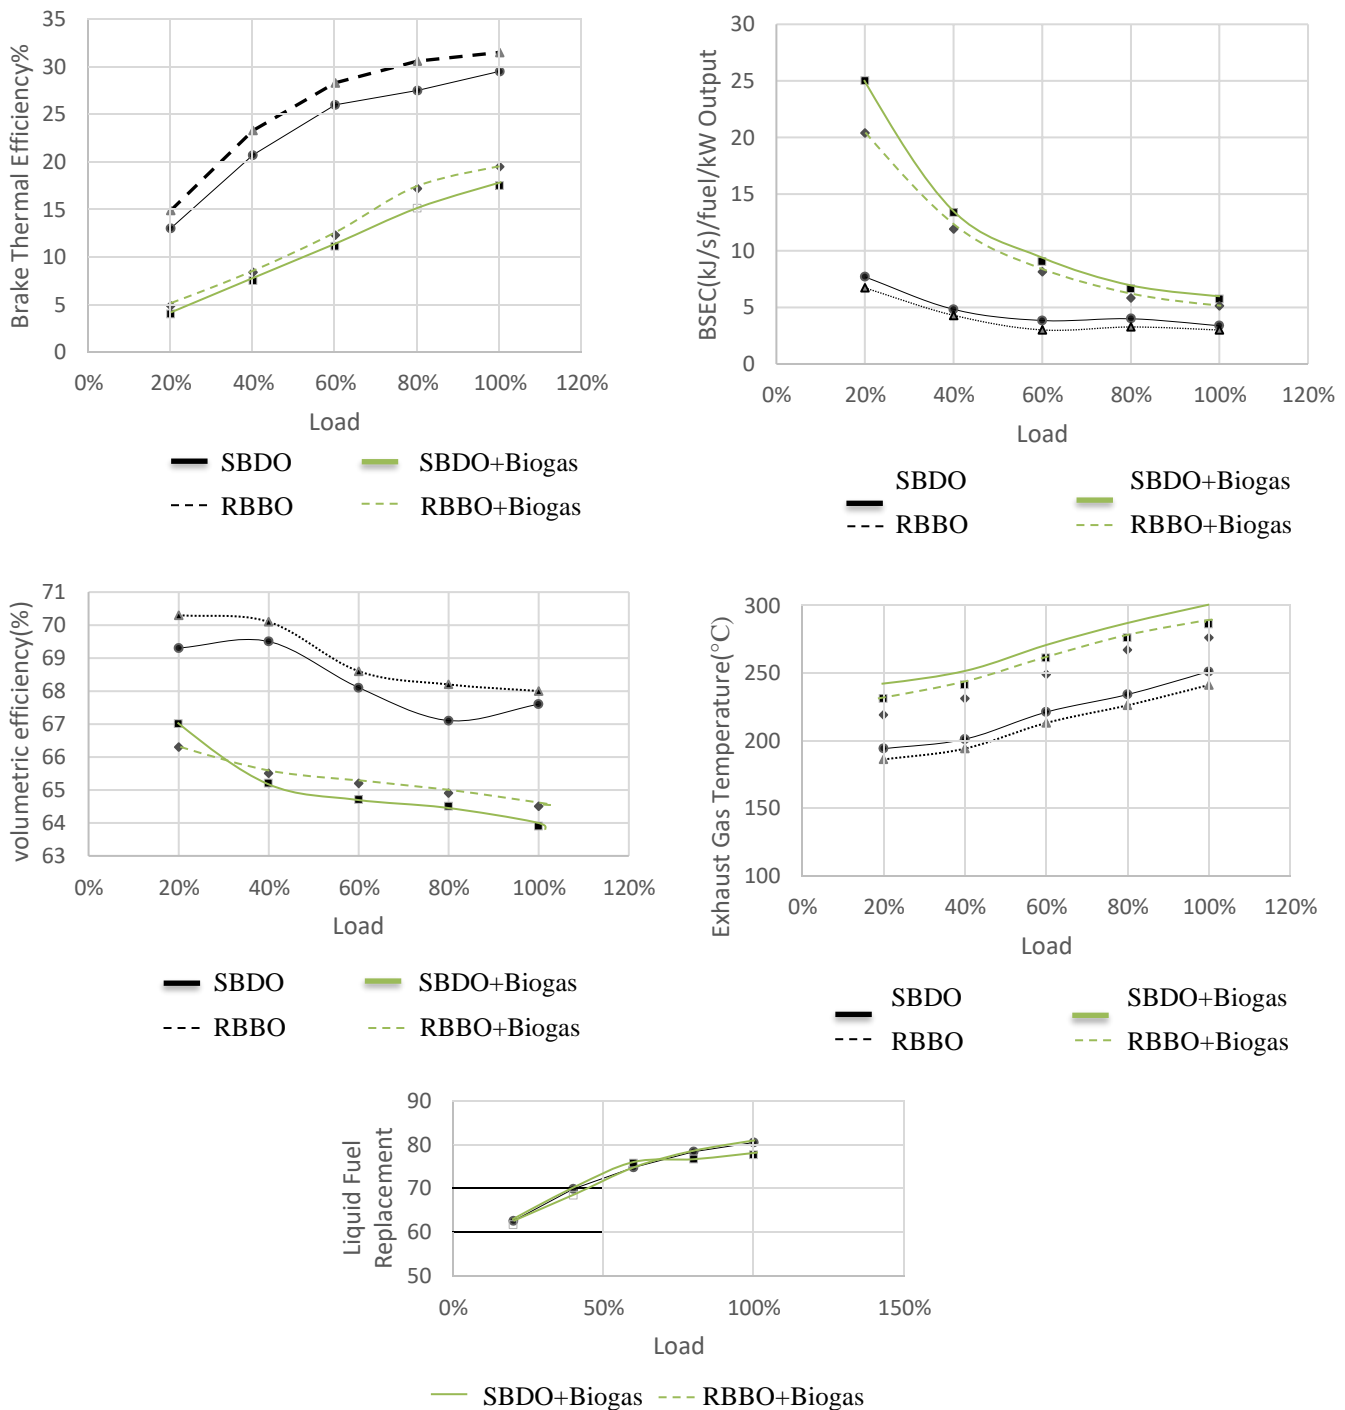 35
30
25
20
15
10
5
0
Brake Thermal Efficiency%
0% 20% 40% 60% 80% 100% 120%
Load
SBDO SBDO+Biogas
RBBO RBBO+Biogas
30
25
20
15
10
5
0
BSEC(kJ/s)/fuel/kW Output
0% 20% 40% 60% 80% 100% 120%
Load
SBDO SBDO+Biogas
RBBO RBBO+Biogas
71
70
69
68
67
66
65
64
63
volumetric efficiency(%)
0% 20% 40% 60% 80% 100% 120%
Load
SBDO SBDO+Biogas
RBBO RBBO+Biogas
300
250
200
150
100
Exhaust Gas Temperature(°C)
0% 20% 40% 60% 80% 100% 120%
Load
SBDO SBDO+Biogas
RBBO RBBO+Biogas
90
80
70
60
50
Liquid Fuel
Replacement
0% 50% 100% 150%
Load
SBDO+Biogas RBBO+Biogas